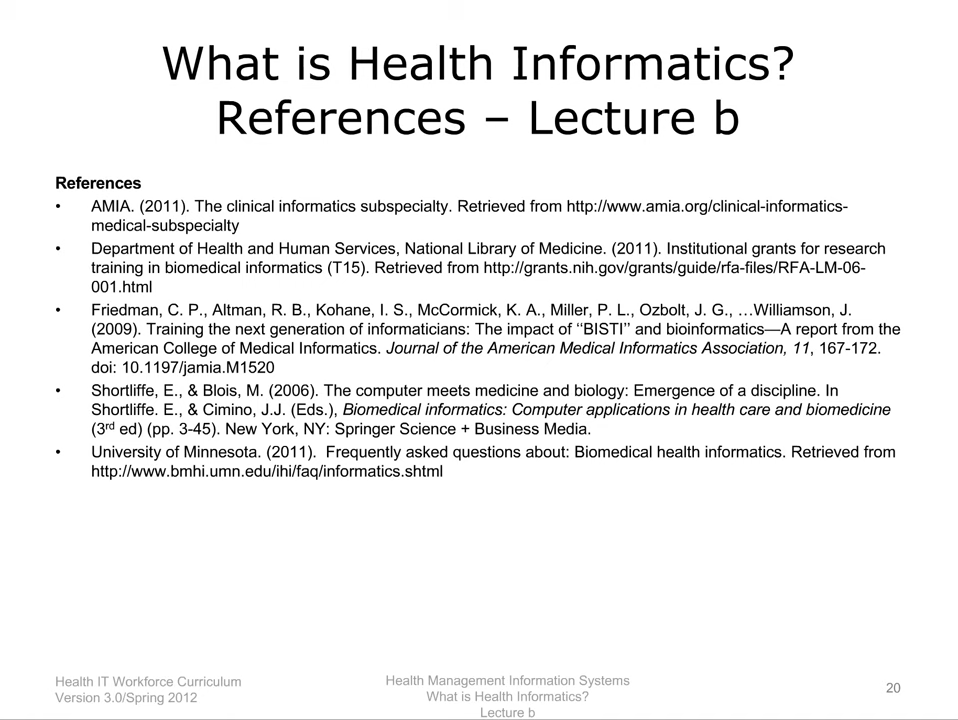 What is Health Informatics?
References – Lecture b
References
• AMIA. (2011). The clinical informatics subspecialty. Retrieved from http://www.amia.org/clinical-informatics-
medical-subspecialty
• Department of Health and Human Services, National Library of Medicine. (2011). Institutional grants for research
training in biomedical informatics (T15). Retrieved from http://grants.nih.gov/grants/guide/rfa-files/RFA-LM-06-
001.html
• Friedman, C. P., Altman, R. B., Kohane, I. S., McCormick, K. A., Miller, P. L., Ozbolt, J. G., …Williamson, J.
(2009). Training the next generation of informaticians: The impact of ‘‘BISTI’’ and bioinformatics—A report from the
American College of Medical Informatics. Journal of the American Medical Informatics Association, 11, 167-172.
doi: 10.1197/jamia.M1520
• Shortliffe, E., & Blois, M. (2006). The computer meets medicine and biology: Emergence of a discipline. In
Shortliffe. E., & Cimino, J.J. (Eds.), Biomedical informatics: Computer applications in health care and biomedicine
(3rd ed) (pp. 3-45). New York, NY: Springer Science + Business Media.
• University of Minnesota. (2011).  Frequently asked questions about: Biomedical health informatics. Retrieved from
http://www.bmhi.umn.edu/ihi/faq/informatics.shtml
Health IT Workforce Curriculum
Version 3.0/Spring 2012
Health Management Information Systems
What is Health Informatics?
Lecture b
20